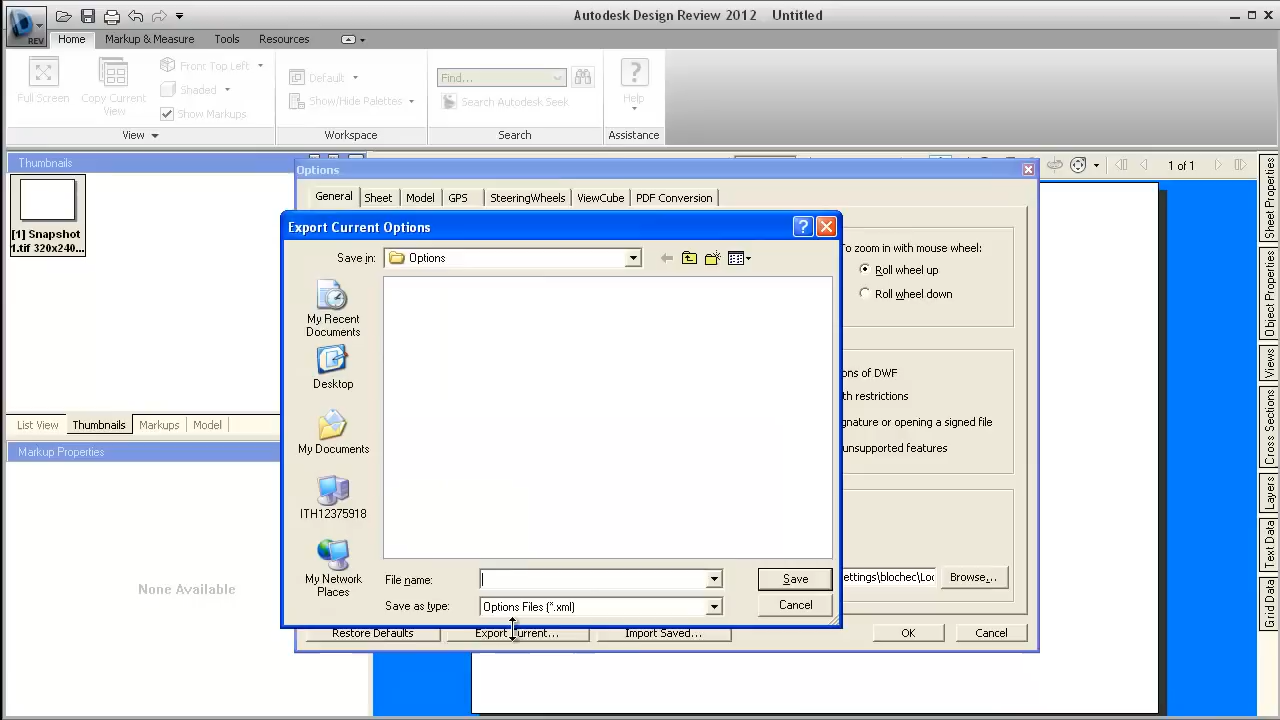 Autodesk Design Review 2012 Untitled
REV
Home Markup & Measure Tools Resources
Full Screen
Copy Current View
Front Top Left
Shaded
Show Markups
Default
Show/Hide Palettes
Find...
Search Autodesk Seek
Help
View Workspace Search Assistance
Thumbnails
[1] Snapshot
1.tif 320x240...
List View Thumbnails Markups Model
Markup Properties
None Available
1 of 1
Options
General Sheet Model GPS SteeringWheels ViewCube PDF Conversion
To zoom in with mouse wheel:
Roll wheel up
Roll wheel down
ons of DWF
th restrictions
gnature or opening a signed file
unsupported features
ettings\blochec\Loc
Browse...
Restore Defaults Export Current... Import Saved... OK Cancel
Export Current Options
Save in: Options
My Recent
Documents
Desktop
My Documents
ITH12375918
My Network
Places
File name: Save
Save as type: Options Files (*.xml) Cancel
Sheet Properties
Object Properties
Views
Cross Sections
Layers
Text Data
Grid Data